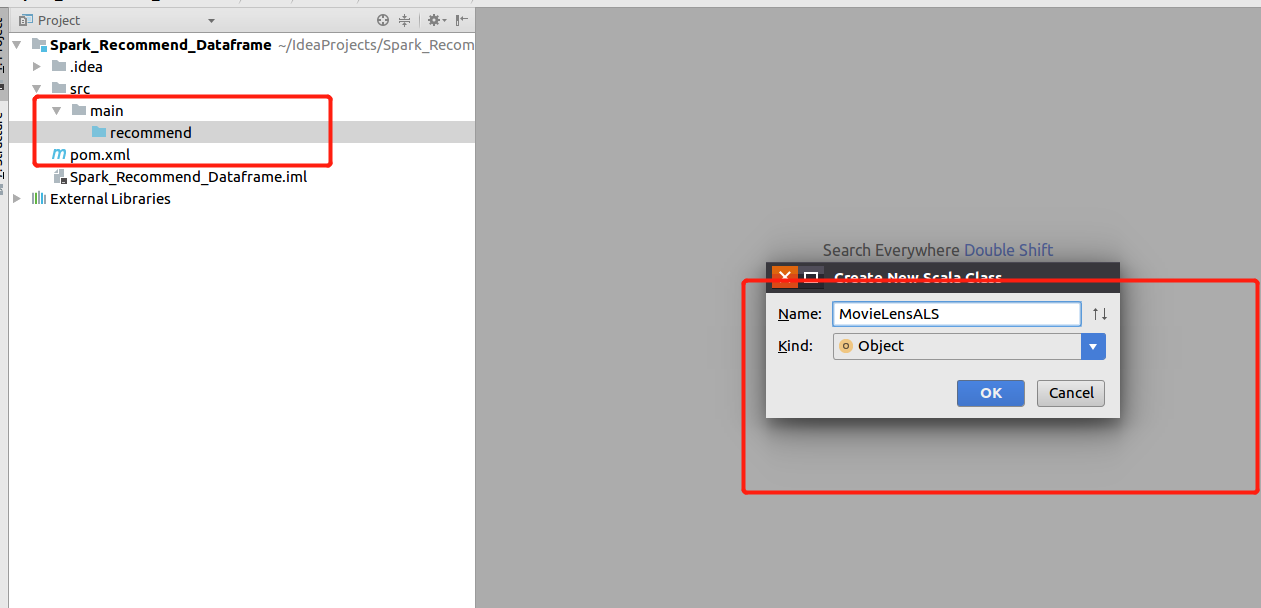 Project
Spark_Recommend_Dataframe ~/IdeaProjects/Spark_Recom
.idea
src
main
recommend
pom.xml
Spark_Recommend_Dataframe.iml
External Libraries
Search Everywhere Double Shift
Create New Scala Class
Name: MovieLensALS
Kind: Object
OK Cancel